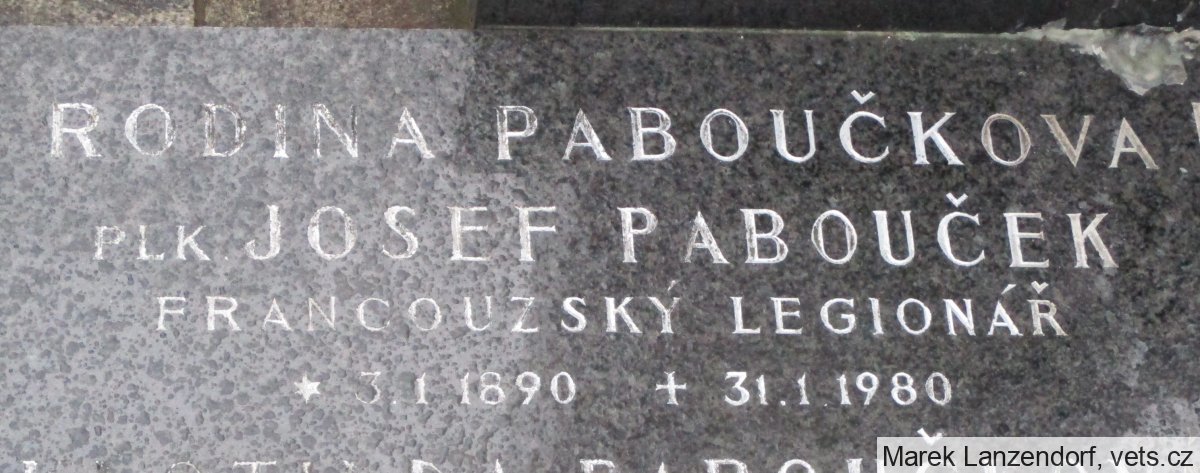 RODINA PABOUČKOVA
PLK. JOSEF PABOUČEK
FRANCOUZSKÝ LEGIONÁŘ
* 3.1.1890 + 31.1.1980
Marek Lanzendorf, vets.cz